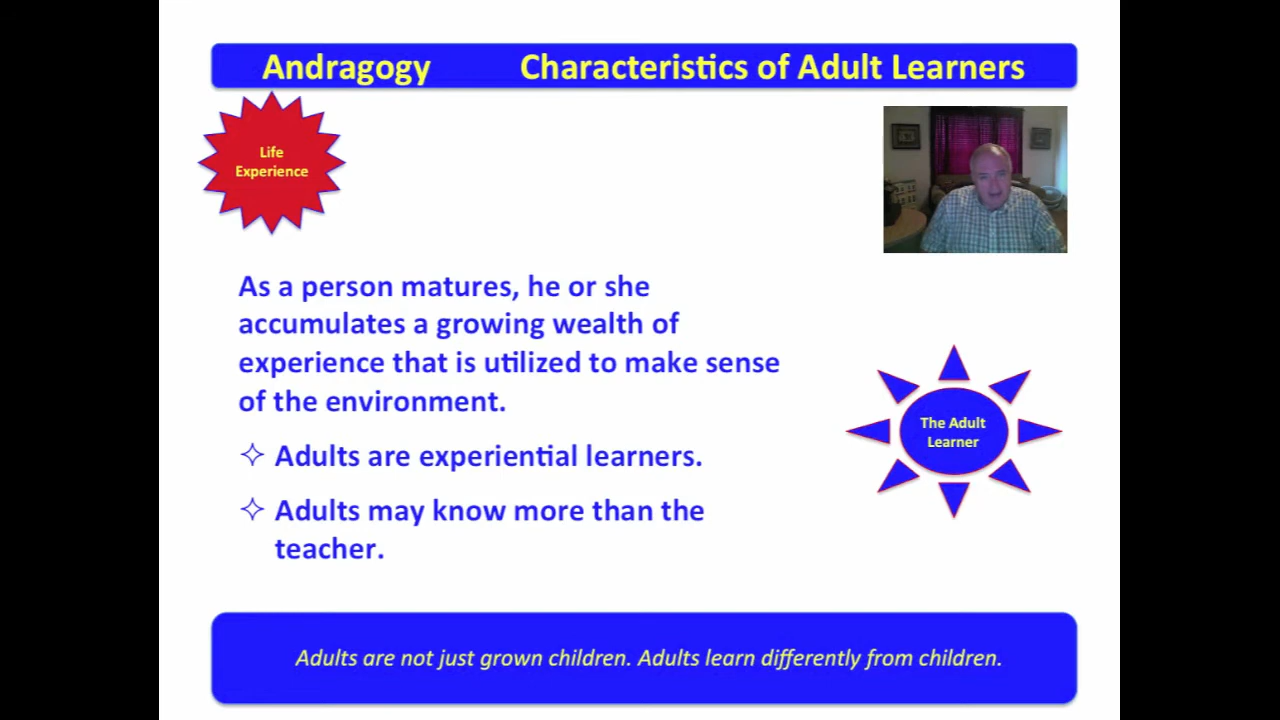 Andragogy Characteristics of Adult Learners
Life
Experience
As a person matures, he or she
accumulates a growing wealth of
experience that is utilized to make sense
of the environment.
✧ Adults are experiential learners.
✧ Adults may know more than the
teacher.
The Adult
Learner
Adults are not just grown children. Adults learn differently from children.